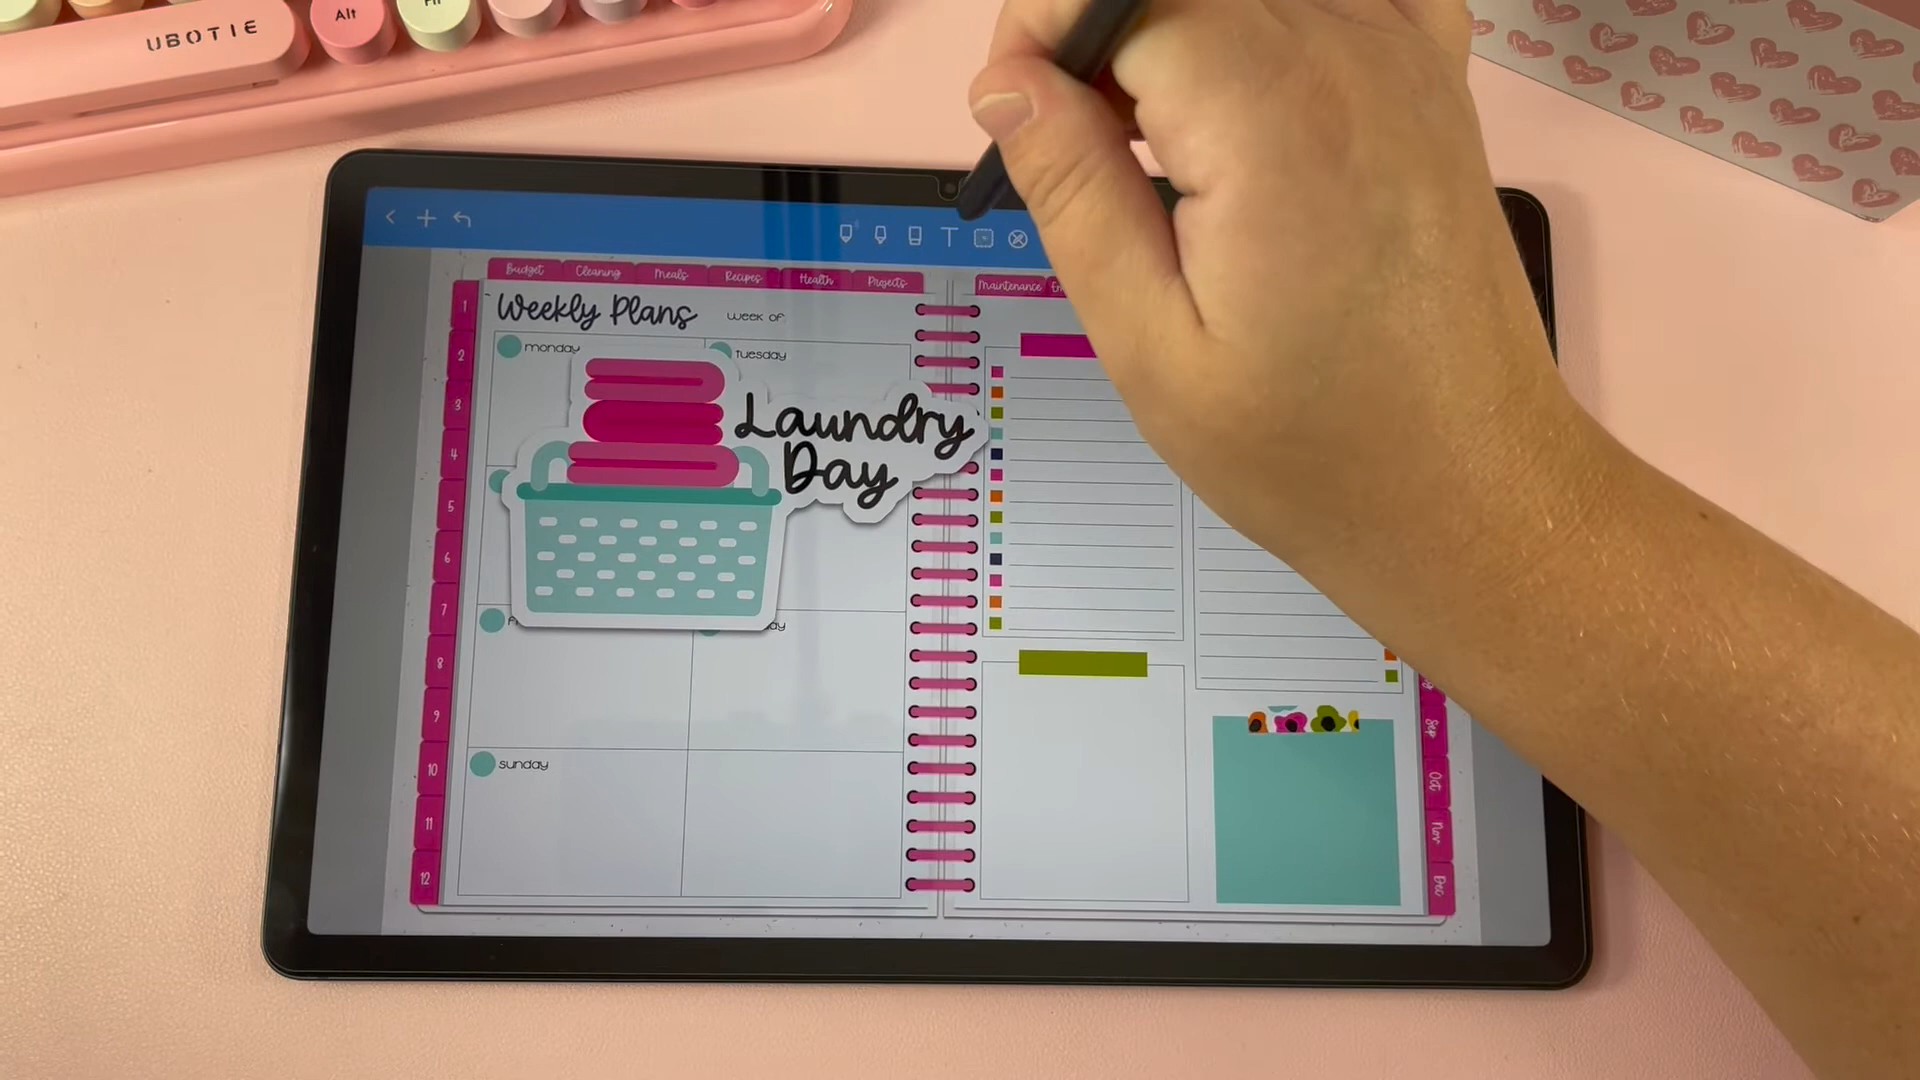 Alt
UBOTIE
Budget Cleaning Meals Recipes Health Projects Maintenance
Weekly Plans
week of:
monday
tuesday
Laundry
Day
sunday
1
2
3
4
5
6
7
8
9
10
11
12
Sep
Oct
Nov
Dec